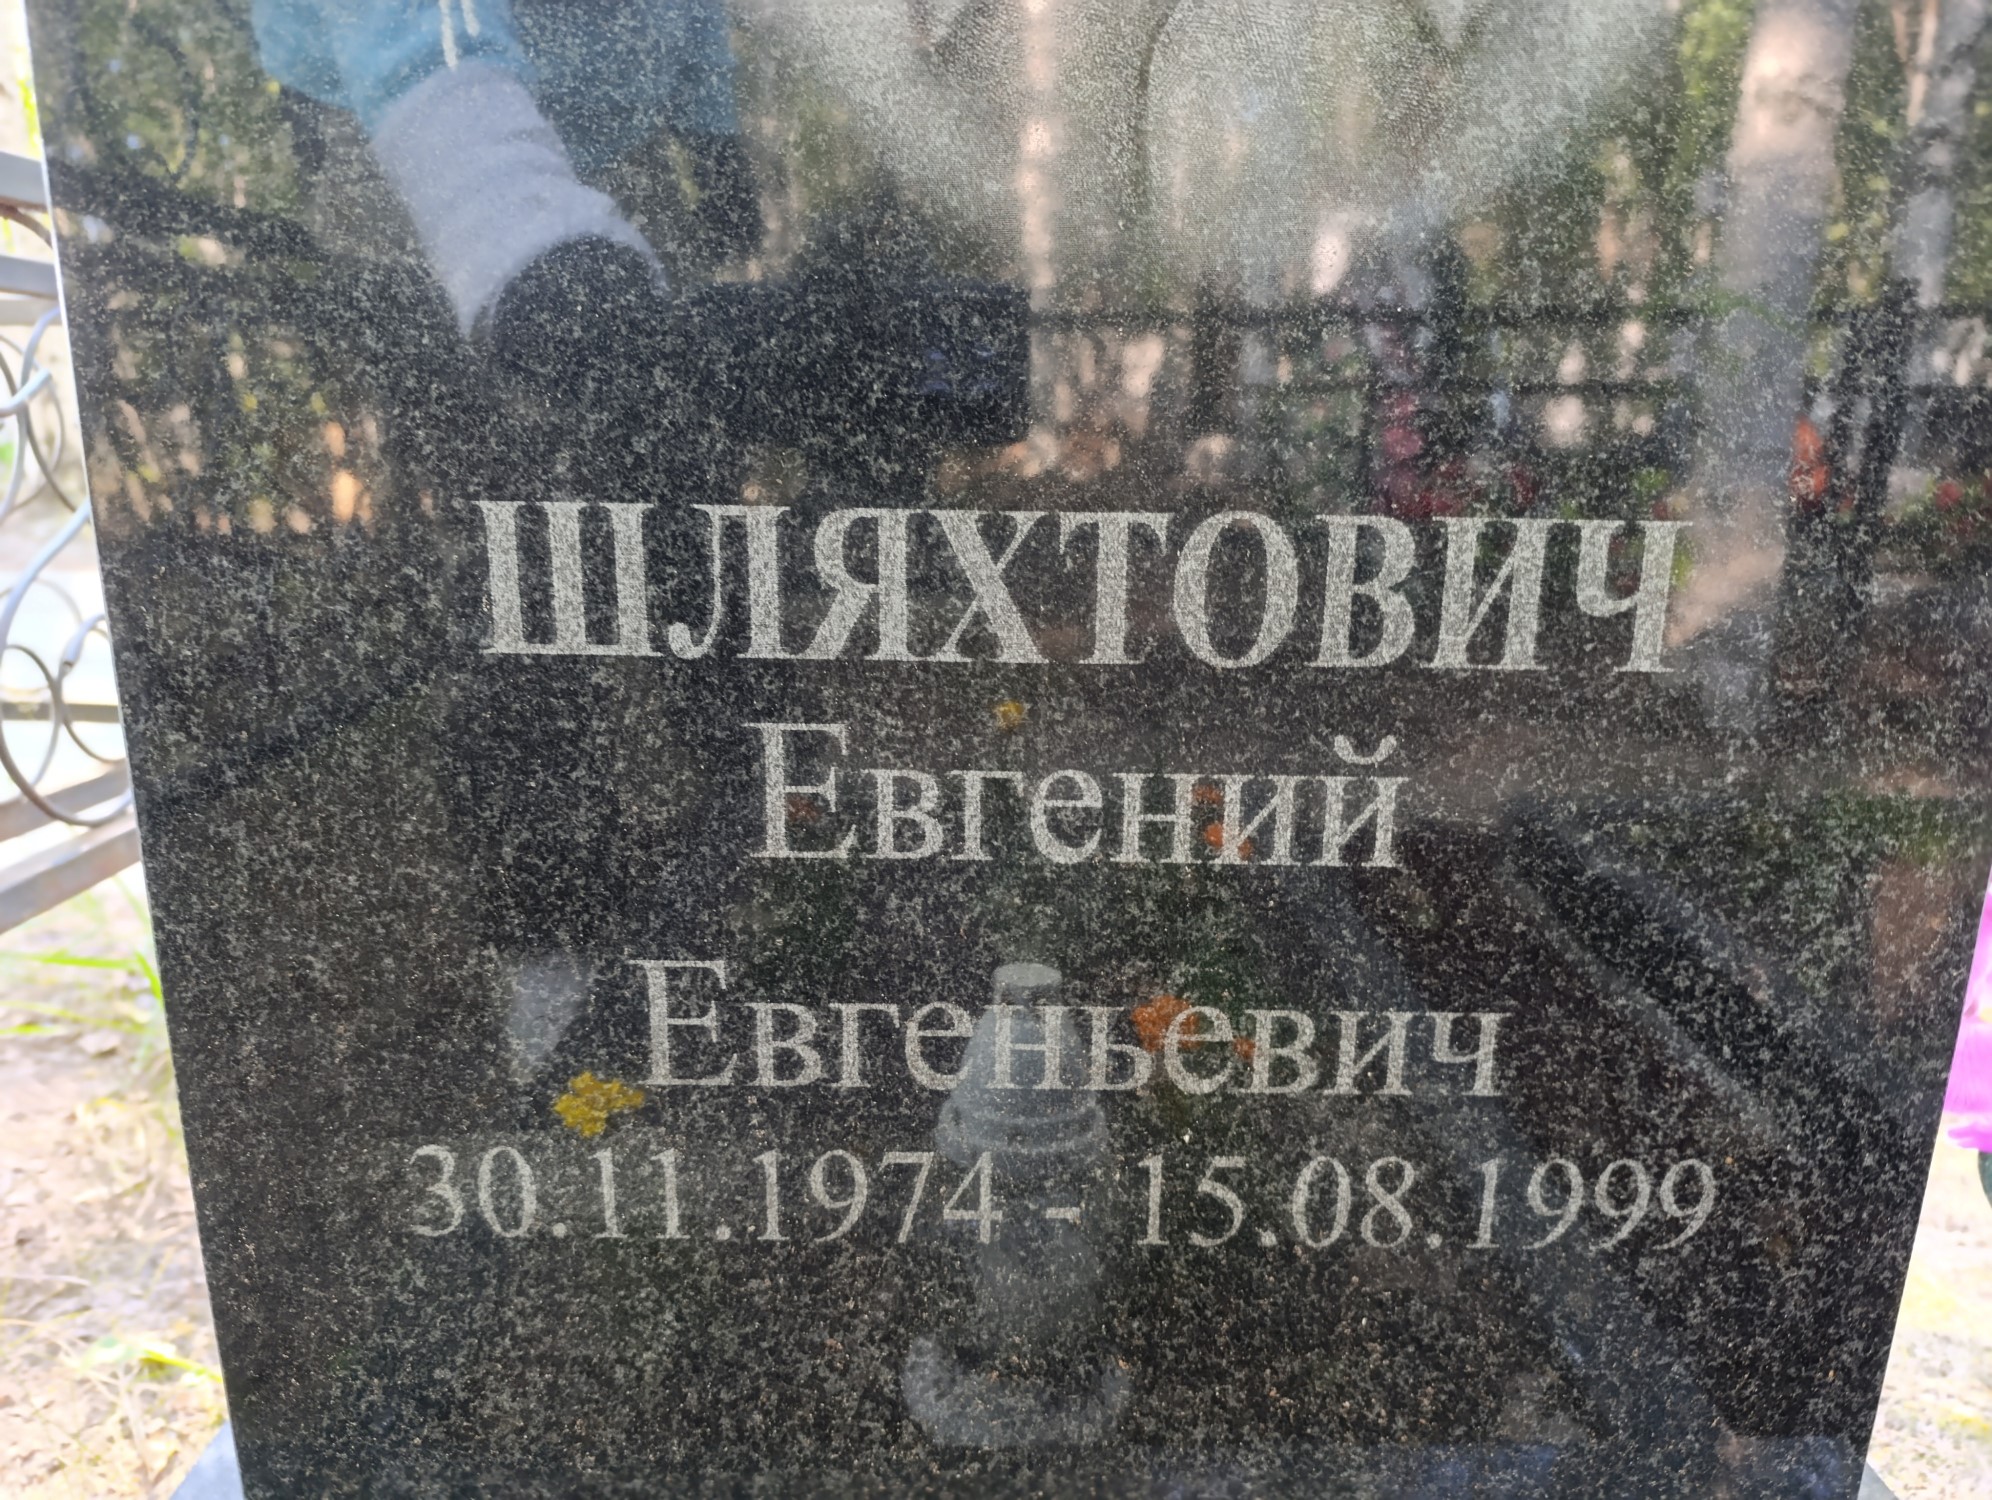 ШЛЯХТОВИЧ
Евгений
Евгеньевич
30.11.1974 - 15.08.1999